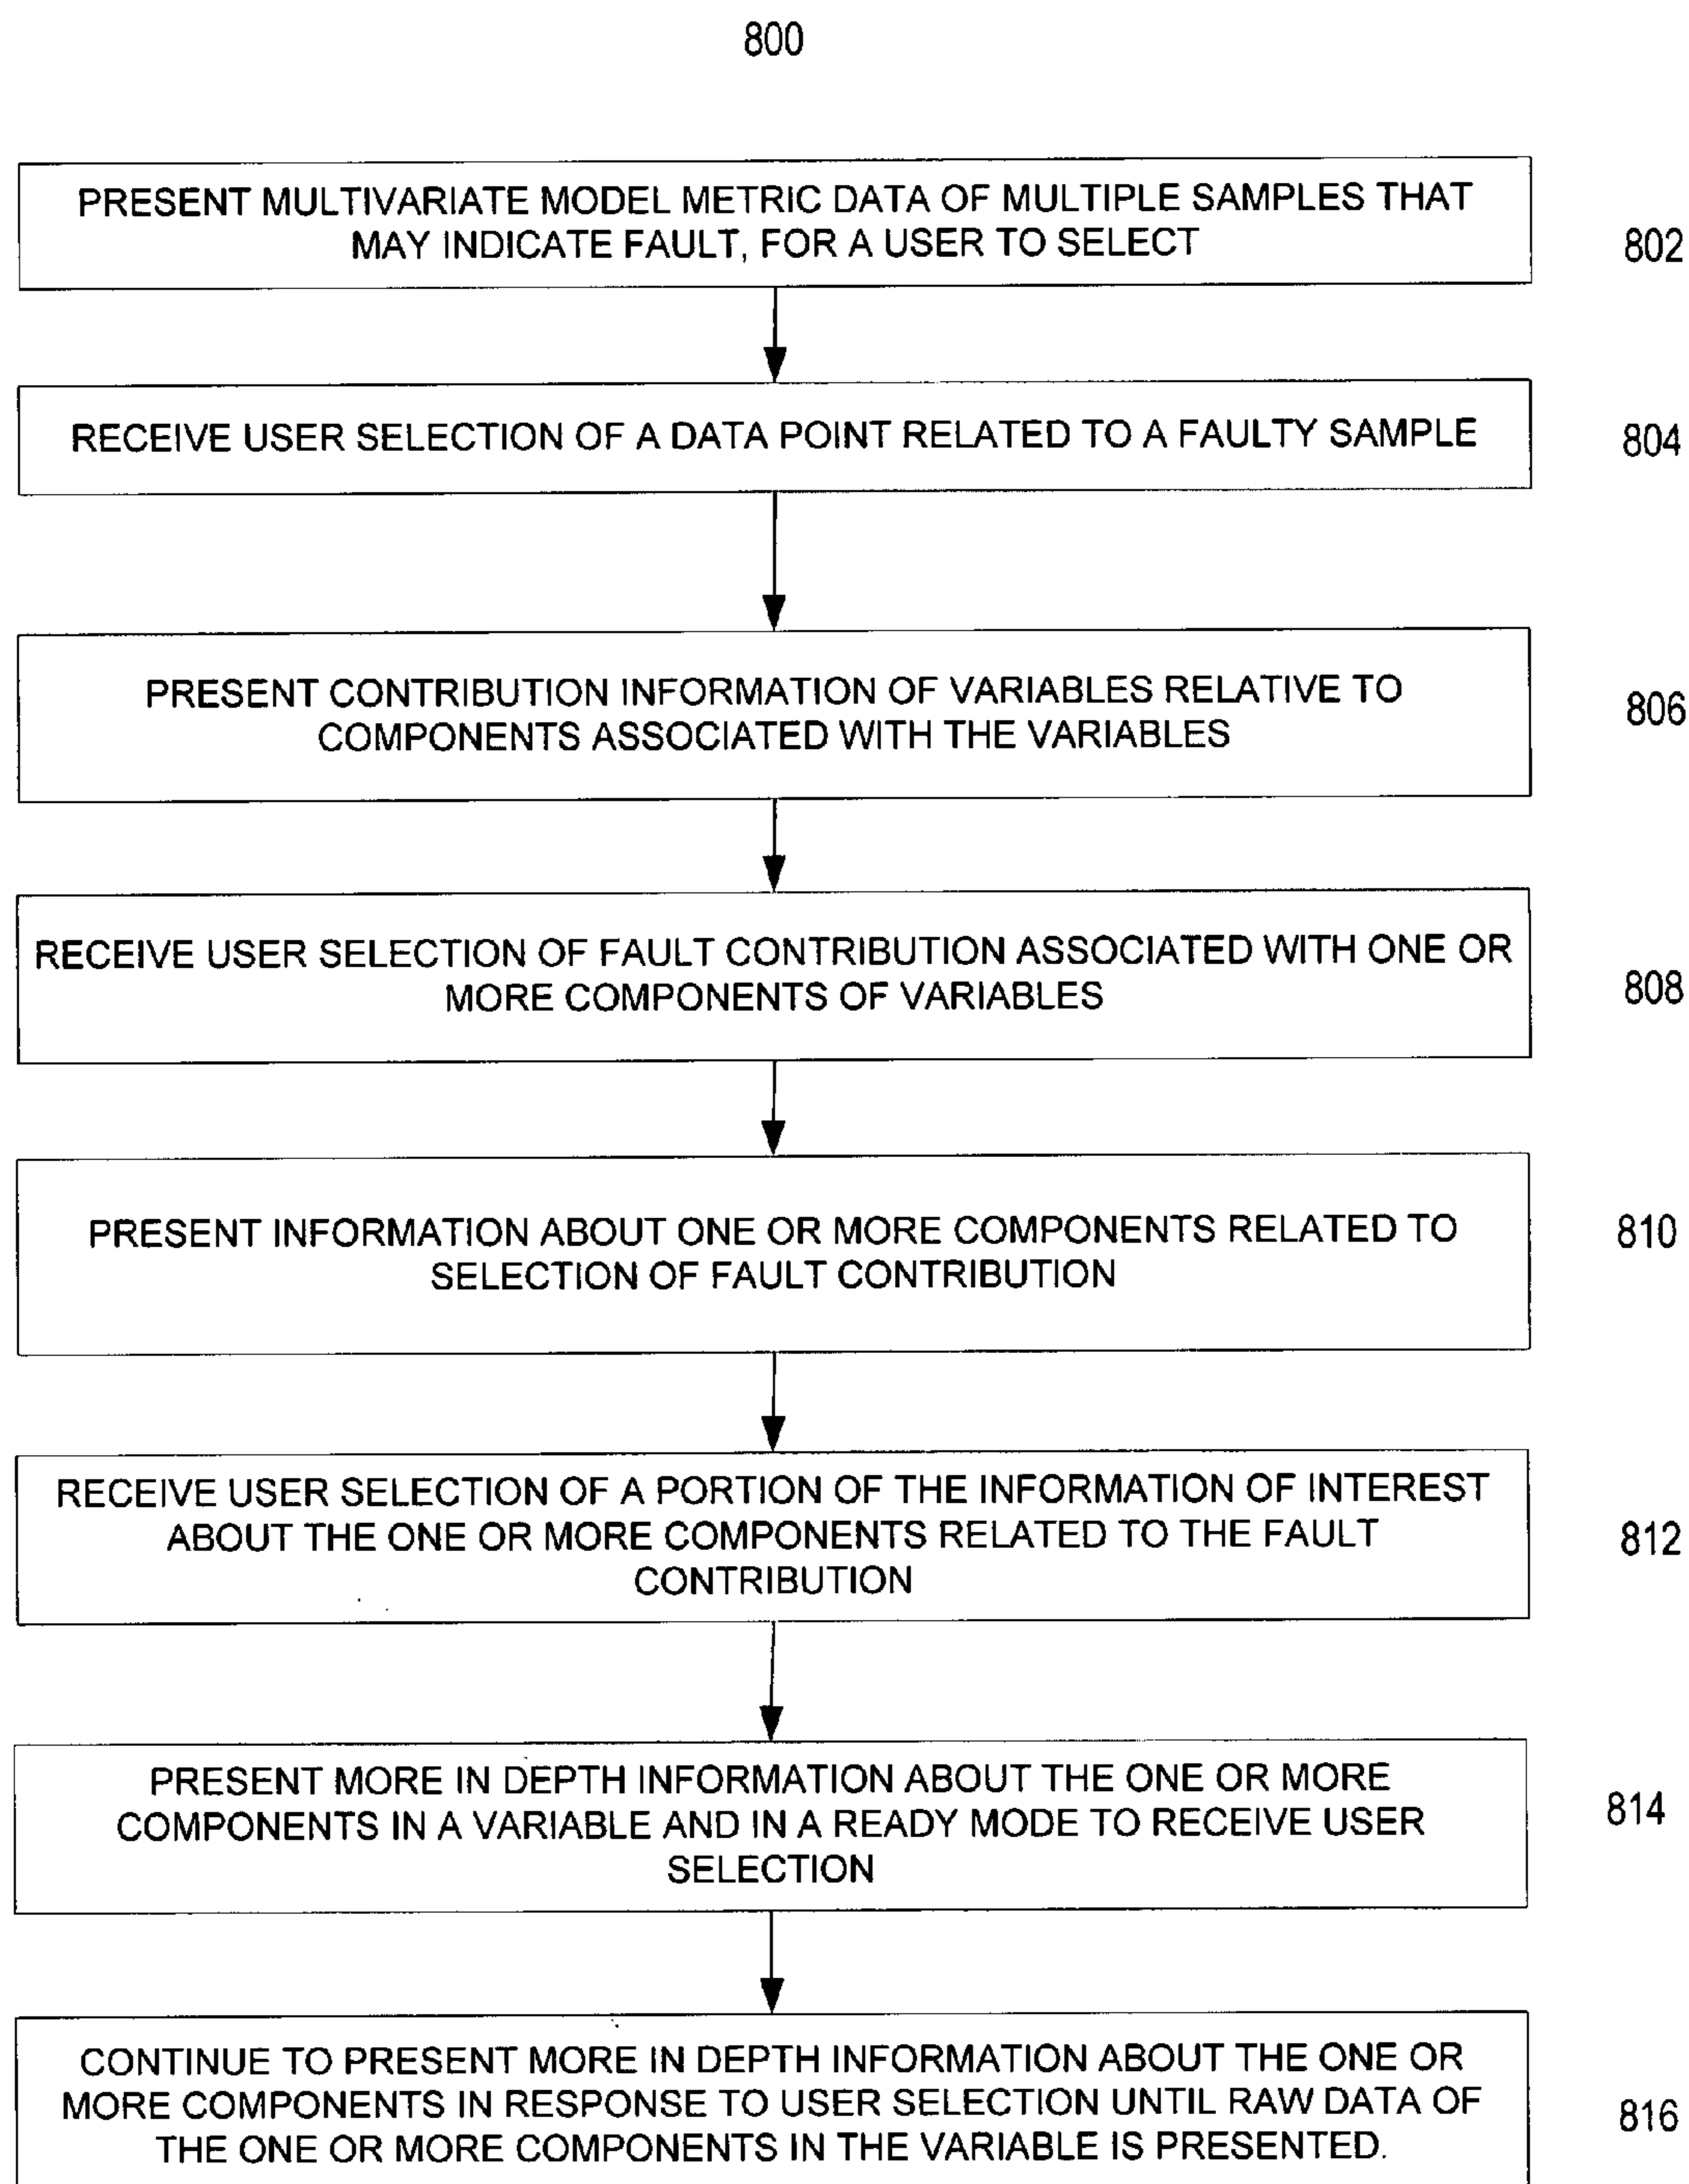 800
PRESENT MULTIVARIATE MODEL METRIC DATA OF MULTIPLE SAMPLES THAT
MAY INDICATE FAULT, FOR A USER TO SELECT
802
RECEIVE USER SELECTION OF A DATA POINT RELATED TO A FAULTY SAMPLE
804
PRESENT CONTRIBUTION INFORMATION OF VARIABLES RELATIVE TO
COMPONENTS ASSOCIATED WITH THE VARIABLES
806
RECEIVE USER SELECTION OF FAULT CONTRIBUTION ASSOCIATED WITH ONE OR
MORE COMPONENTS OF VARIABLES
808
PRESENT INFORMATION ABOUT ONE OR MORE COMPONENTS RELATED TO
SELECTION OF FAULT CONTRIBUTION
810
RECEIVE USER SELECTION OF A PORTION OF THE INFORMATION OF INTEREST
ABOUT THE ONE OR MORE COMPONENTS RELATED TO THE FAULT
CONTRIBUTION
812
PRESENT MORE IN DEPTH INFORMATION ABOUT THE ONE OR MORE
COMPONENTS IN A VARIABLE AND IN A READY MODE TO RECEIVE USER
SELECTION
814
CONTINUE TO PRESENT MORE IN DEPTH INFORMATION ABOUT THE ONE OR
MORE COMPONENTS IN RESPONSE TO USER SELECTION UNTIL RAW DATA OF
THE ONE OR MORE COMPONENTS IN THE VARIABLE IS PRESENTED.
816